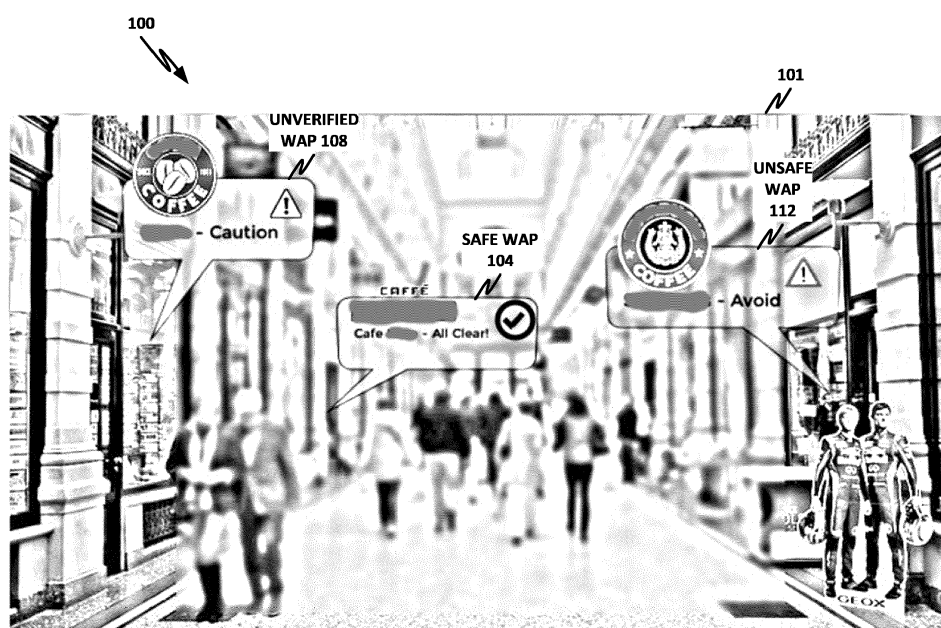 100
101
UNVERIFIED
WAP 108
COFFEE
- Caution
SAFE WAP
104
CAFFÉ
Cafe - All Clear!
UNSAFE
WAP
112
COFFEE
- Avoid
GEOX